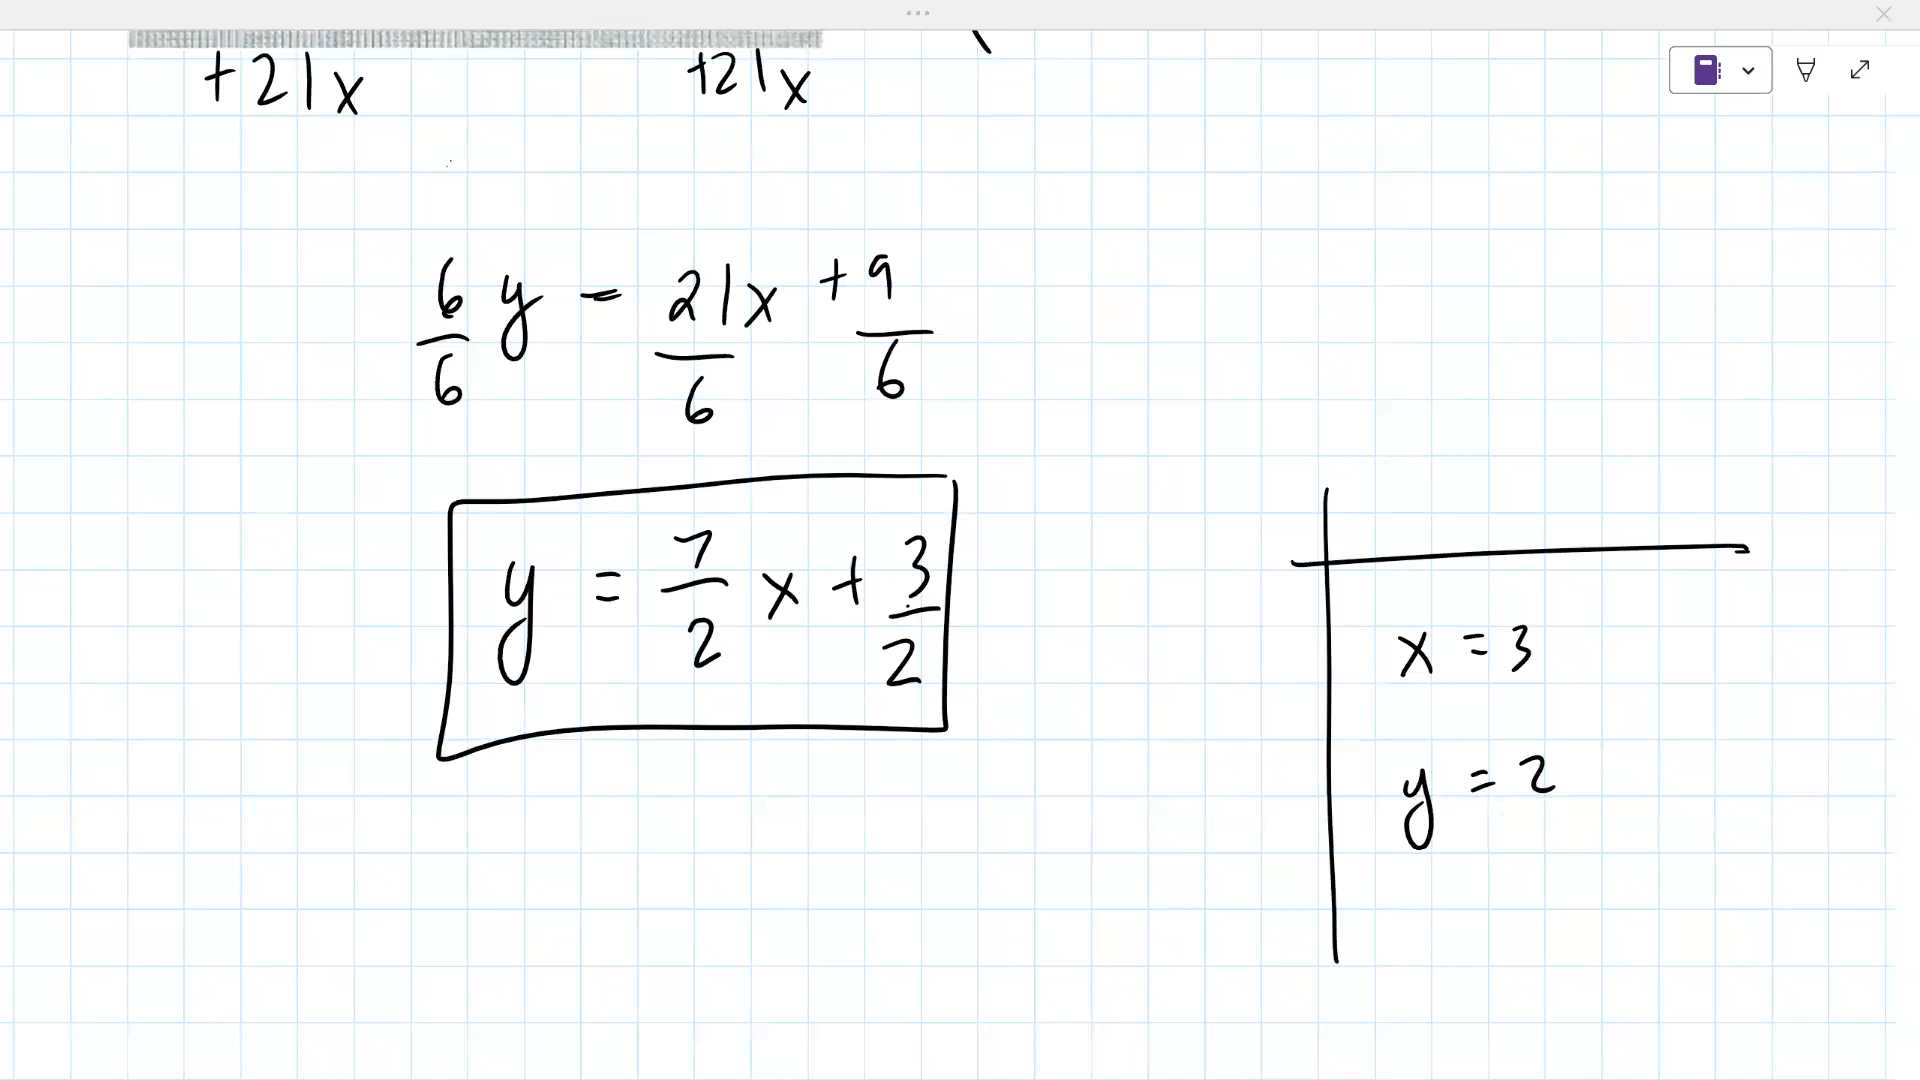 +21x +21x
6/6 y = 21x/6 + 9/6
y = 7/2 x + 3/2
x = 3
y = 2